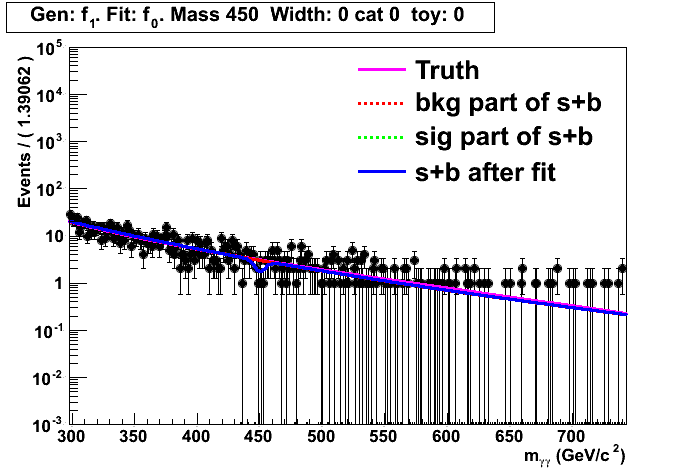 Gen: f1. Fit: f0. Mass 450 Width: 0 cat 0 toy: 0
Events / ( 1.39062 )
10^5
10^4
10^3
10^2
10
1
10^-1
10^-2
10^-3
Truth
bkg part of s+b
sig part of s+b
s+b after fit
300 350 400 450 500 550 600 650 700
mγγ (GeV/c^2)